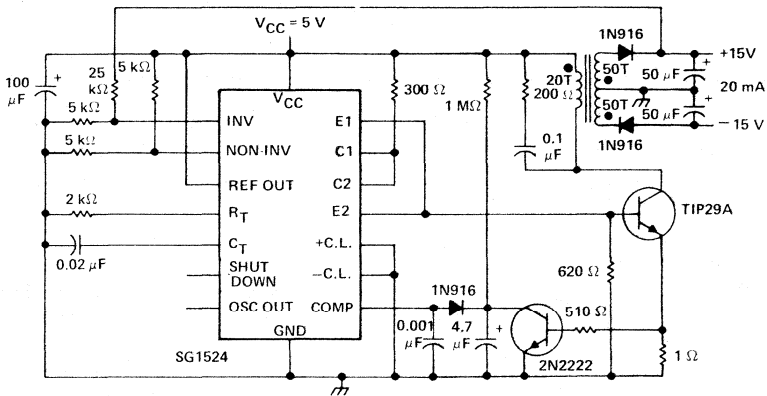 V_CC = 5 V
1N916
+15V
100 µF
+
25 kΩ
5 kΩ
300 Ω
1 MΩ
20T
200 Ω
50T
50T
50 µF
+
20 mA
50 µF
+
-15 V
1N916
5 kΩ
5 kΩ
2 kΩ
0.02 µF
V_CC
INV
NON-INV
REF OUT
R_T
C_T
SHUT DOWN
OSC OUT
GND
E1
C1
C2
E2
+C.L.
-C.L.
COMP
SG1524
0.1 µF
TIP29A
620 Ω
1N916
0.001 µF
4.7 µF
+
510 Ω
2N2222
1 Ω